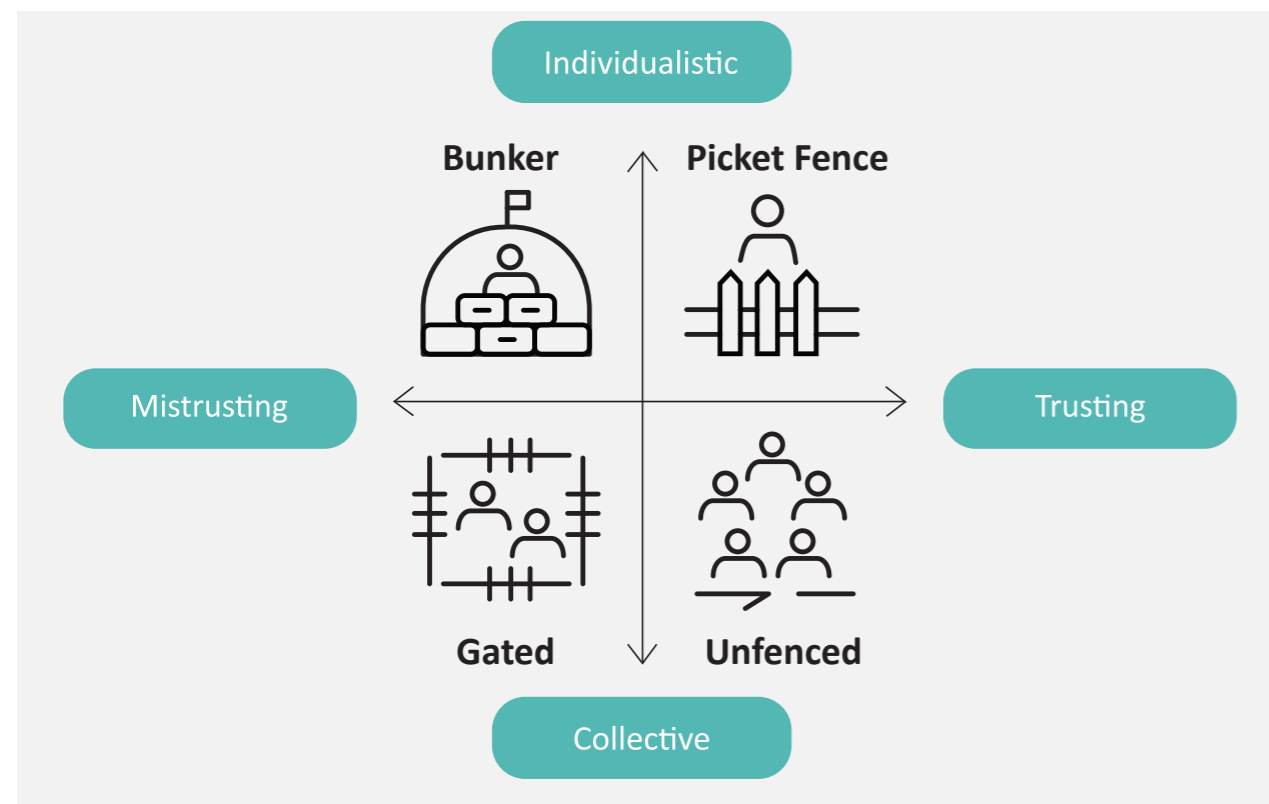 Individualistic
Bunker
Picket Fence
Mistrusting
Trusting
Gated
Unfenced
Collective